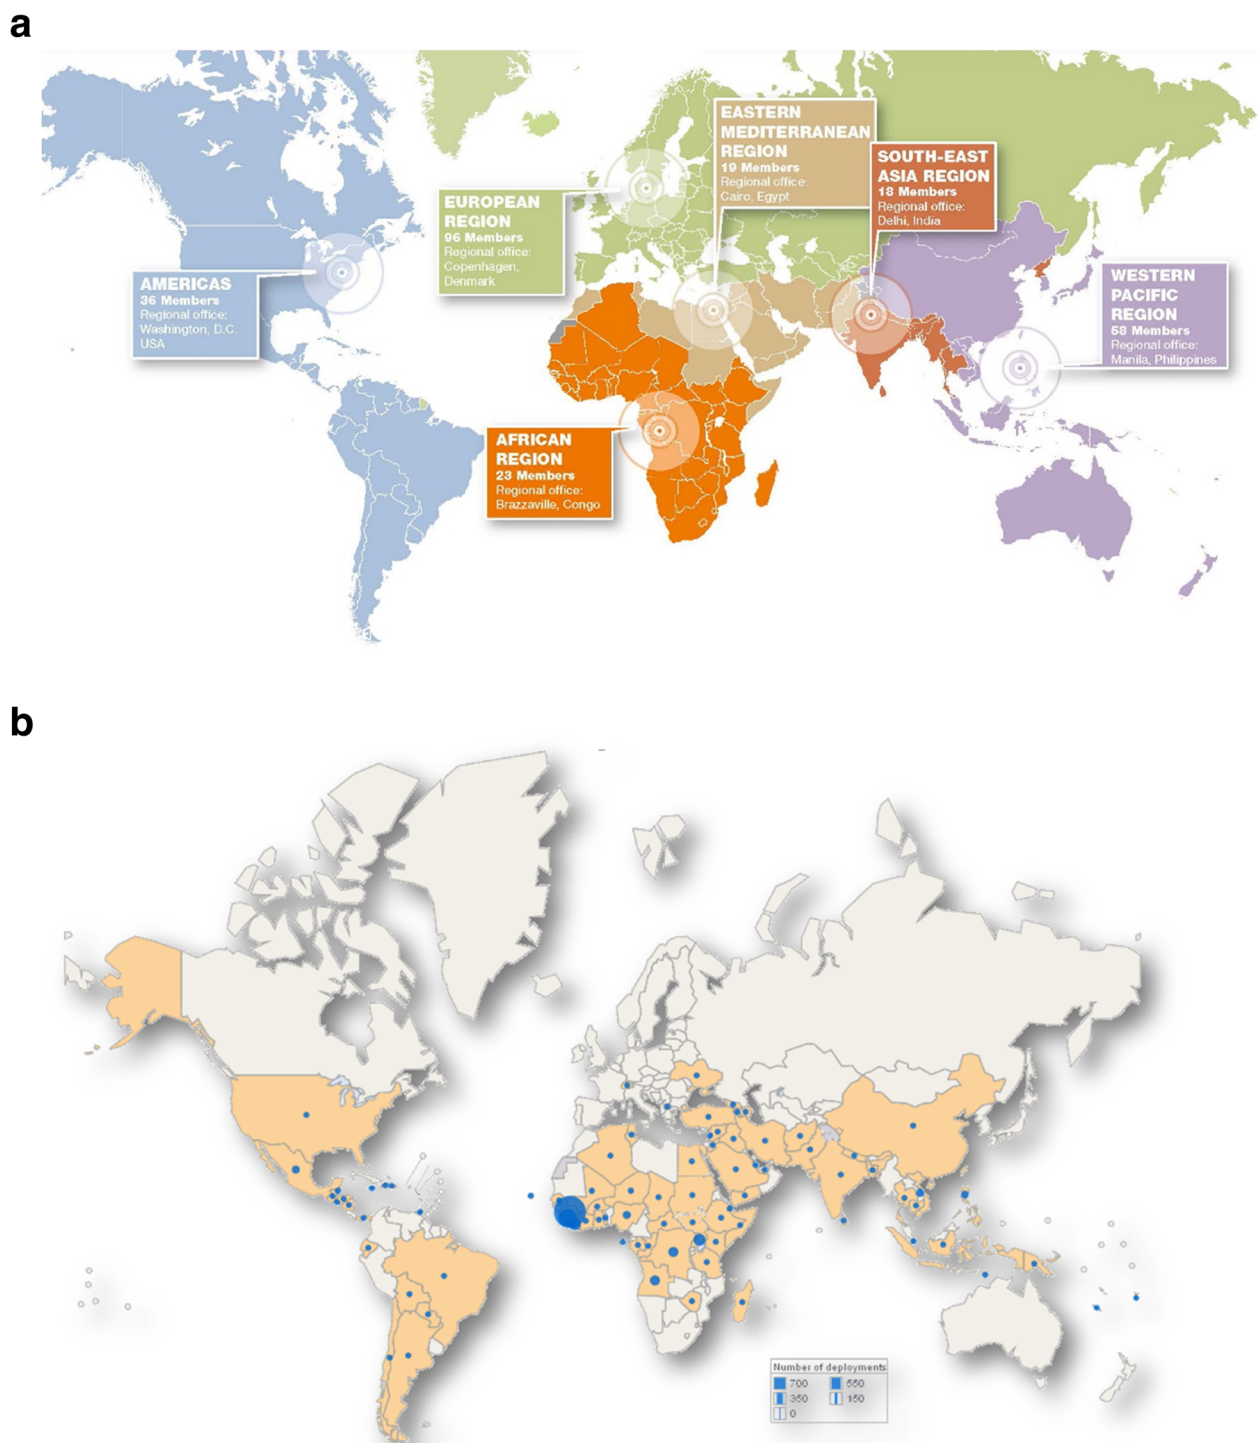 a
EASTERN
MEDITERRANEAN
REGION
19 Members
Regional office:
Cairo, Egypt
SOUTH-EAST
ASIA REGION
18 Members
Regional office:
Delhi, India
EUROPEAN
REGION
96 Members
Regional office:
Copenhagen,
Denmark
AMERICAS
36 Members
Regional office:
Washington, D.C.
USA
WESTERN
PACIFIC
REGION
58 Members
Regional office:
Manila, Philippines
AFRICAN
REGION
23 Members
Regional office:
Brazzaville, Congo
b
Number of deployments
700 550
350 150
0